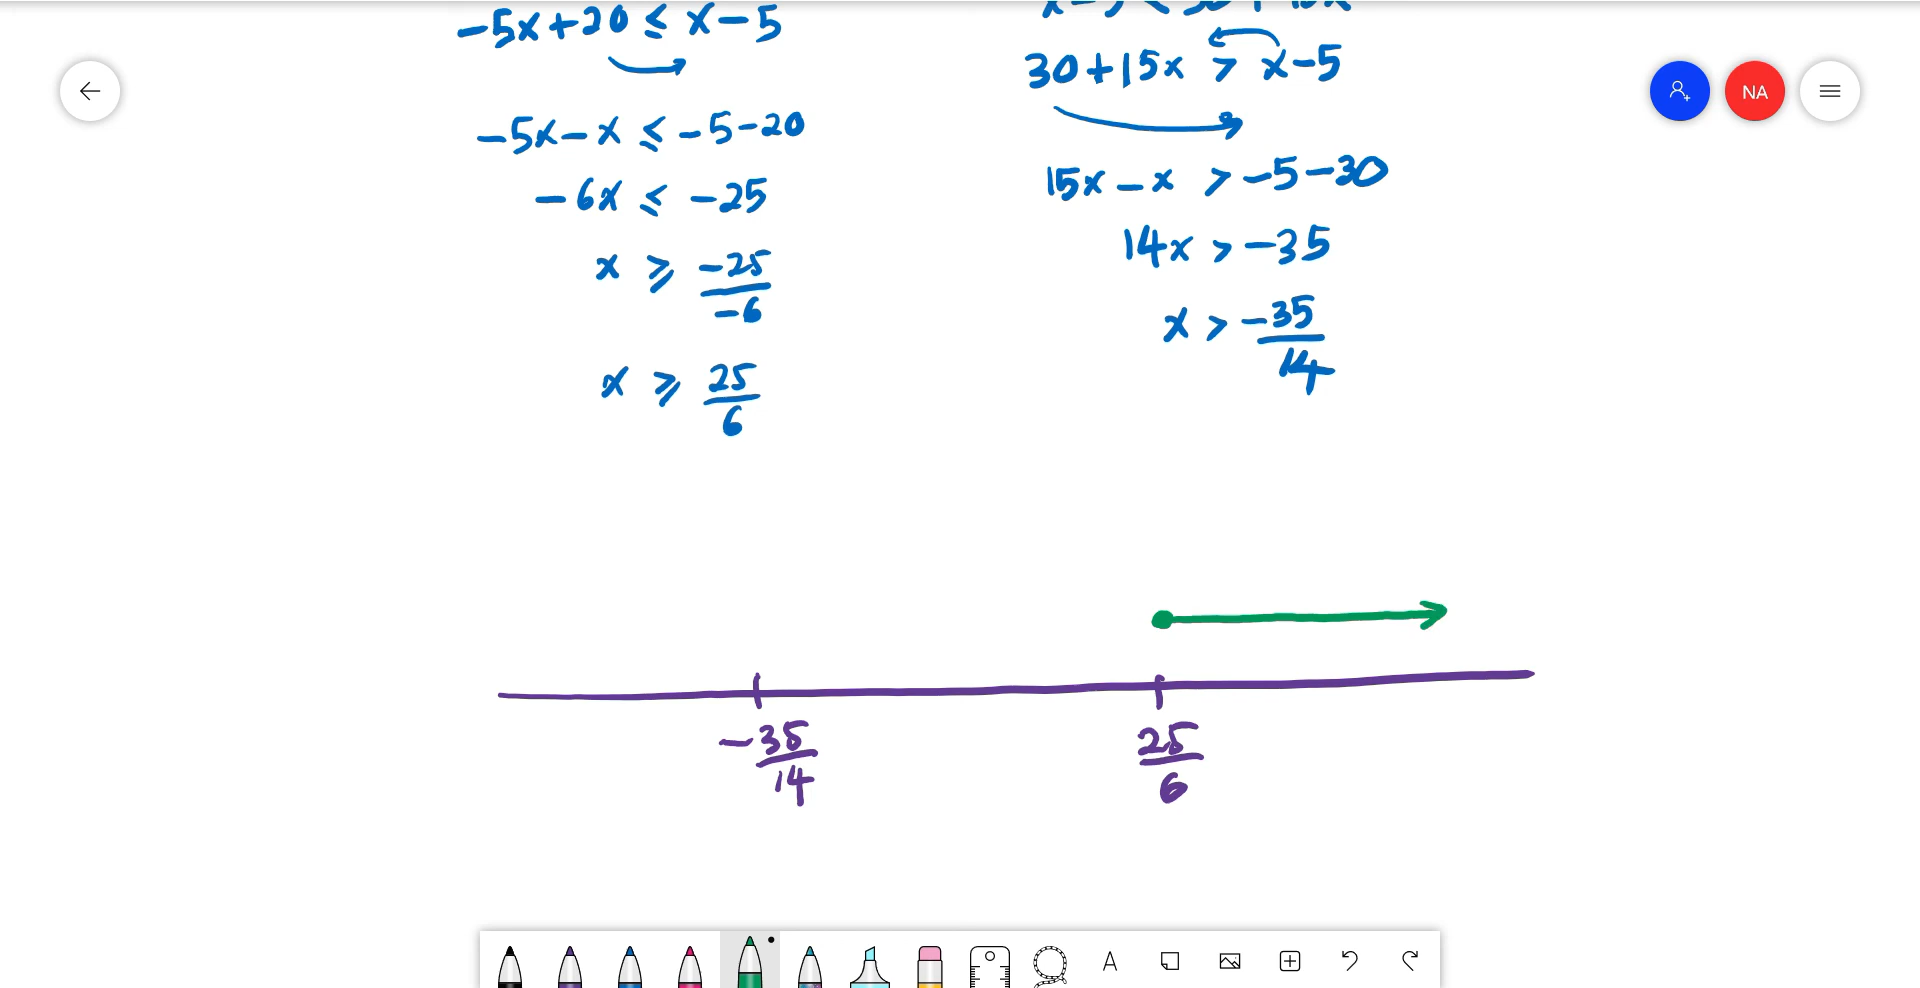 -5x+20 ≤ x-5
-5x-x ≤ -5-20
-6x ≤ -25
x ≥ -25/-6
x ≥ 25/6
30+15x > x-5
15x-x > -5-30
14x > -35
x > -35/14
-35/14
25/6
NA
A